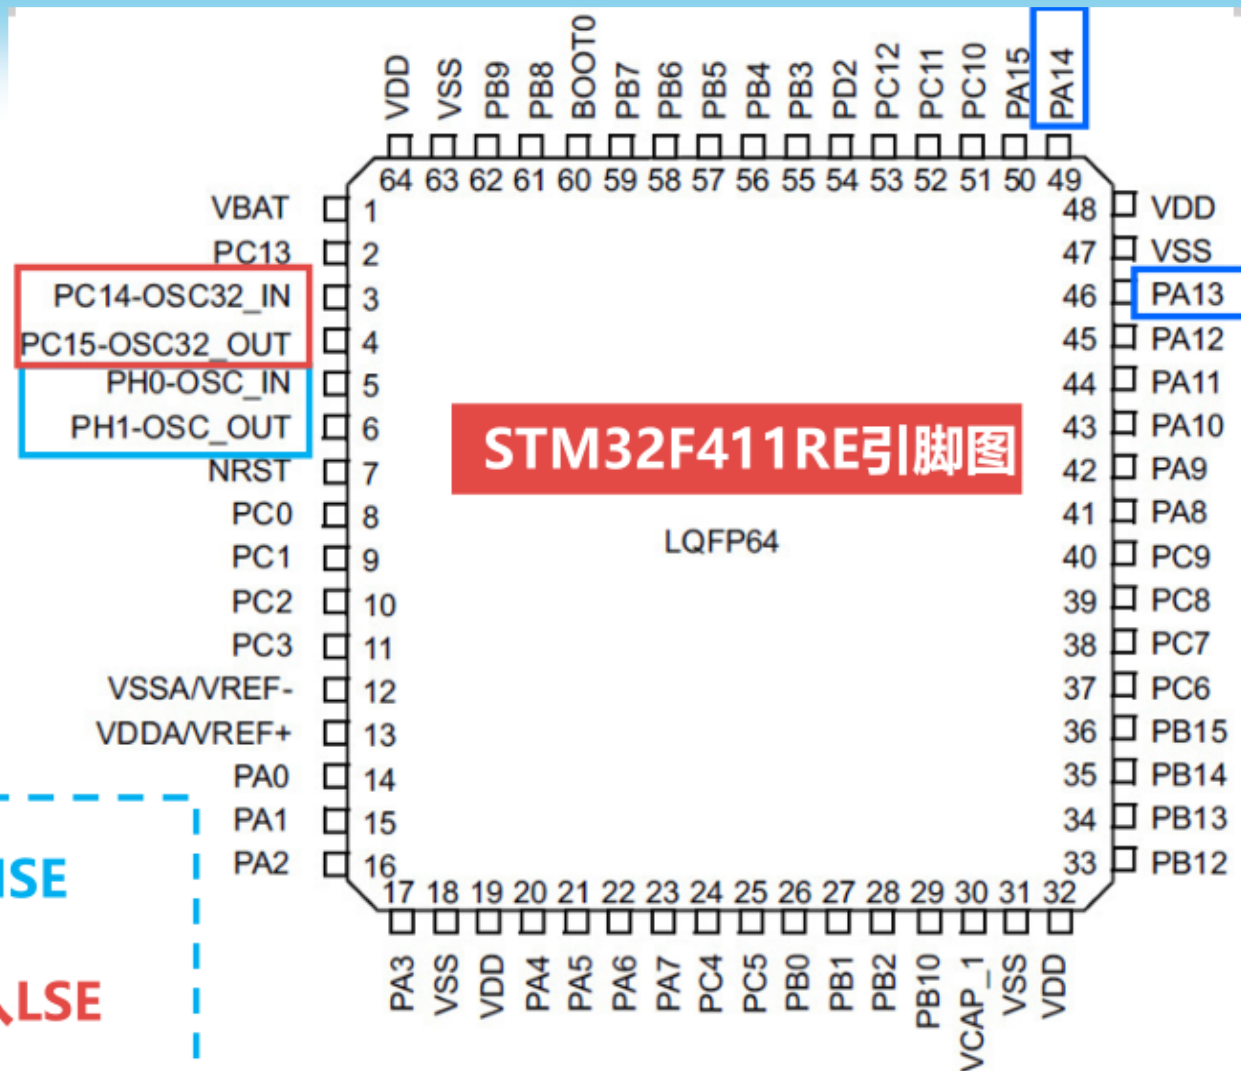 VDD
VSS
PB9
PB8
BOOT0
PB7
PB6
PB5
PB4
PB3
PD2
PC12
PC11
PC10
PA15
PA14
64 63 62 61 60 59 58 57 56 55 54 53 52 51 50 49
VBAT 1
PC13 2
PC14-OSC32_IN 3
PC15-OSC32_OUT 4
PH0-OSC_IN 5
PH1-OSC_OUT 6
NRST 7
PC0 8
PC1 9
PC2 10
PC3 11
VSSA/VREF- 12
VDDA/VREF+ 13
PA0 14
PA1 15
PA2 16
STM32F411RE引脚图
LQFP64
48 VDD
47 VSS
46 PA13
45 PA12
44 PA11
43 PA10
42 PA9
41 PA8
40 PC9
39 PC8
38 PC7
37 PC6
36 PB15
35 PB14
34 PB13
33 PB12
17 18 19 20 21 22 23 24 25 26 27 28 29 30 31 32
PA3
VSS
VDD
PA4
PA5
PA6
PA7
PC4
PC5
PB0
PB1
PB2
PB10
VCAP_1
VSS
VDD
LSE